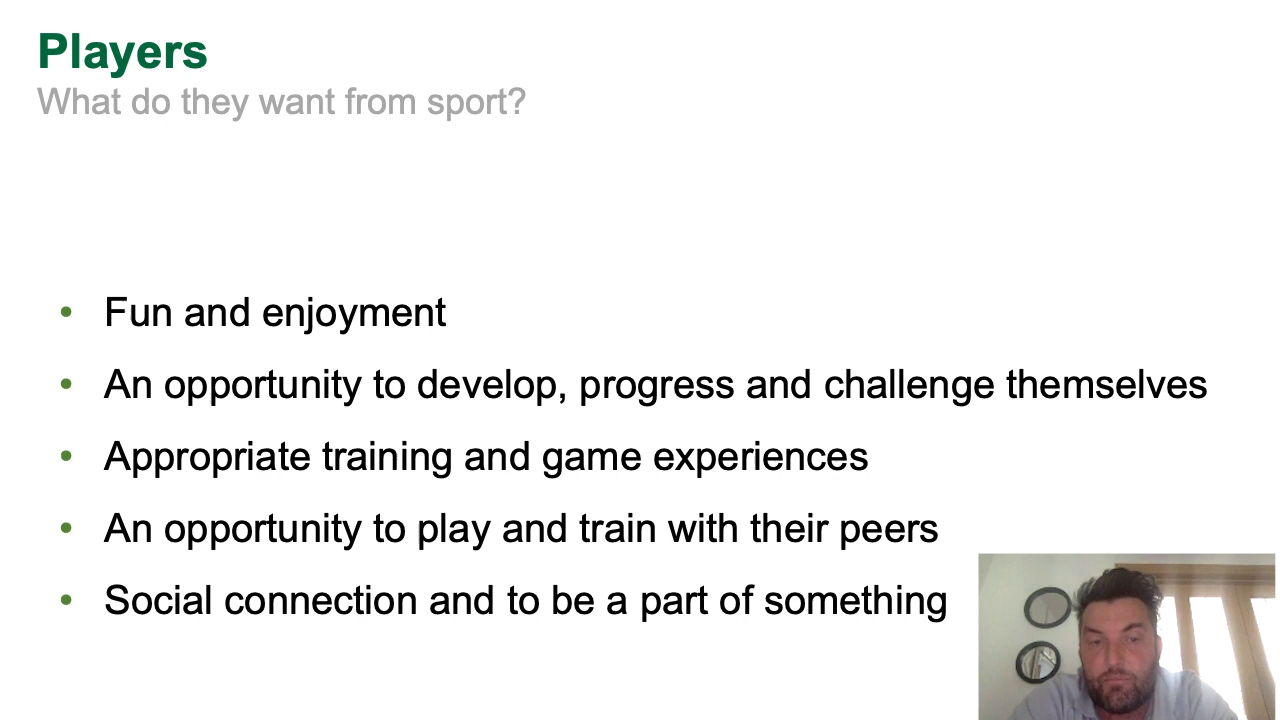 Players
What do they want from sport?
• Fun and enjoyment
• An opportunity to develop, progress and challenge themselves
• Appropriate training and game experiences
• An opportunity to play and train with their peers
• Social connection and to be a part of something